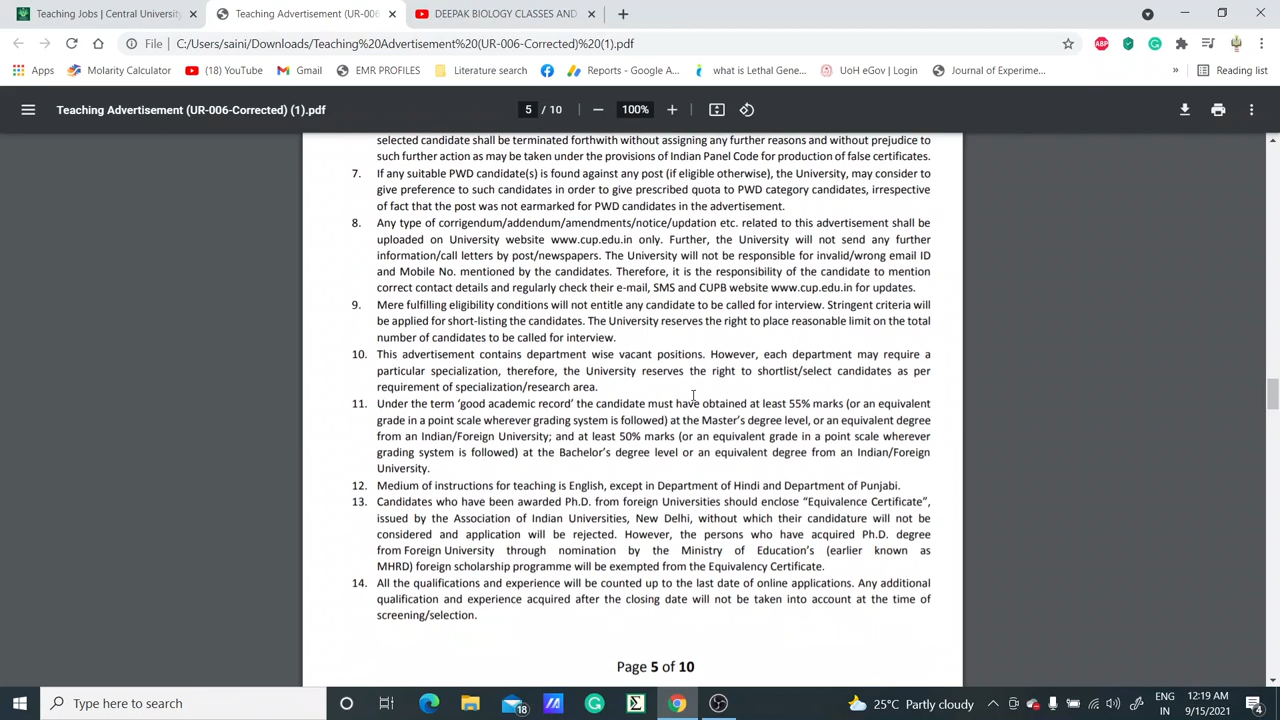 Teaching Jobs | Central University
Teaching Advertisement (UR-006
DEEPAK BIOLOGY CLASSES AND
File C:/Users/saini/Downloads/Teaching%20Advertisement%20(UR-006-Corrected)%20(1).pdf
Apps Molarity Calculator (18) YouTube Gmail EMR PROFILES Literature search Reports - Google A... what is Lethal Gene... UoH eGov | Login Journal of Experime... » Reading list
Teaching Advertisement (UR-006-Corrected) (1).pdf 5 / 10 100%
selected candidate shall be terminated forthwith without assigning any further reasons and without prejudice to
such further action as may be taken under the provisions of Indian Panel Code for production of false certificates.
7. If any suitable PWD candidate(s) is found against any post (if eligible otherwise), the University, may consider to
give preference to such candidates in order to give prescribed quota to PWD category candidates, irrespective
of fact that the post was not earmarked for PWD candidates in the advertisement.
8. Any type of corrigendum/addendum/amendments/notice/updation etc. related to this advertisement shall be
uploaded on University website www.cup.edu.in only. Further, the University will not send any further
information/call letters by post/newspapers. The University will not be responsible for invalid/wrong email ID
and Mobile No. mentioned by the candidates. Therefore, it is the responsibility of the candidate to mention
correct contact details and regularly check their e-mail, SMS and CUPB website www.cup.edu.in for updates.
9. Mere fulfilling eligibility conditions will not entitle any candidate to be called for interview. Stringent criteria will
be applied for short-listing the candidates. The University reserves the right to place reasonable limit on the total
number of candidates to be called for interview.
10. This advertisement contains department wise vacant positions. However, each department may require a
particular specialization, therefore, the University reserves the right to shortlist/select candidates as per
requirement of specialization/research area.
11. Under the term ‘good academic record’ the candidate must have obtained at least 55% marks (or an equivalent
grade in a point scale wherever grading system is followed) at the Master’s degree level, or an equivalent degree
from an Indian/Foreign University; and at least 50% marks (or an equivalent grade in a point scale wherever
grading system is followed) at the Bachelor’s degree level or an equivalent degree from an Indian/Foreign
University.
12. Medium of instructions for teaching is English, except in Department of Hindi and Department of Punjabi.
13. Candidates who have been awarded Ph.D. from foreign Universities should enclose “Equivalence Certificate”,
issued by the Association of Indian Universities, New Delhi, without which their candidature will not be
considered and application will be rejected. However, the persons who have acquired Ph.D. degree
from Foreign University through nomination by the Ministry of Education’s (earlier known as
MHRD) foreign scholarship programme will be exempted from the Equivalency Certificate.
14. All the qualifications and experience will be counted up to the last date of online applications. Any additional
qualification and experience acquired after the closing date will not be taken into account at the time of
screening/selection.
Page 5 of 10
Type here to search 18 25°C Partly cloudy ENG 12:19 AM
IN 9/15/2021 4